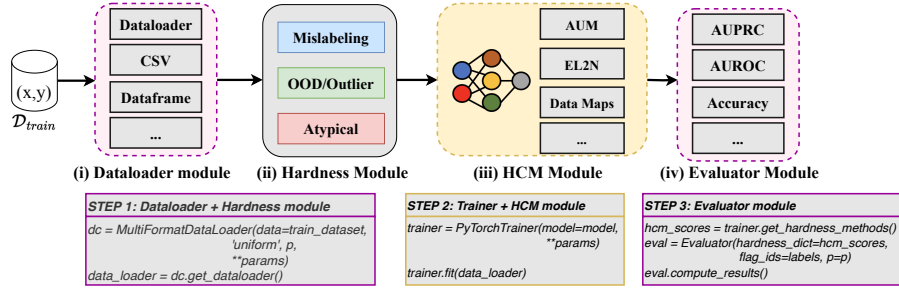 (x,y)
𝒟train
Dataloader
CSV
Dataframe
...
(i) Dataloader module
Mislabeling
OOD/Outlier
Atypical
(ii) Hardness Module
AUM
EL2N
Data Maps
...
(iii) HCM Module
AUPRC
AUROC
Accuracy
...
(iv) Evaluator Module
STEP 1: Dataloader + Hardness module
dc = MultiFormatDataLoader(data=train_dataset,
'uniform', p,
**params)
data_loader = dc.get_dataloader()
STEP 2: Trainer + HCM module
trainer = PyTorchTrainer(model=model,
**params)
trainer.fit(data_loader)
STEP 3: Evaluator module
hcm_scores = trainer.get_hardness_methods()
eval = Evaluator(hardness_dict=hcm_scores,
flag_ids=labels, p=p)
eval.compute_results()